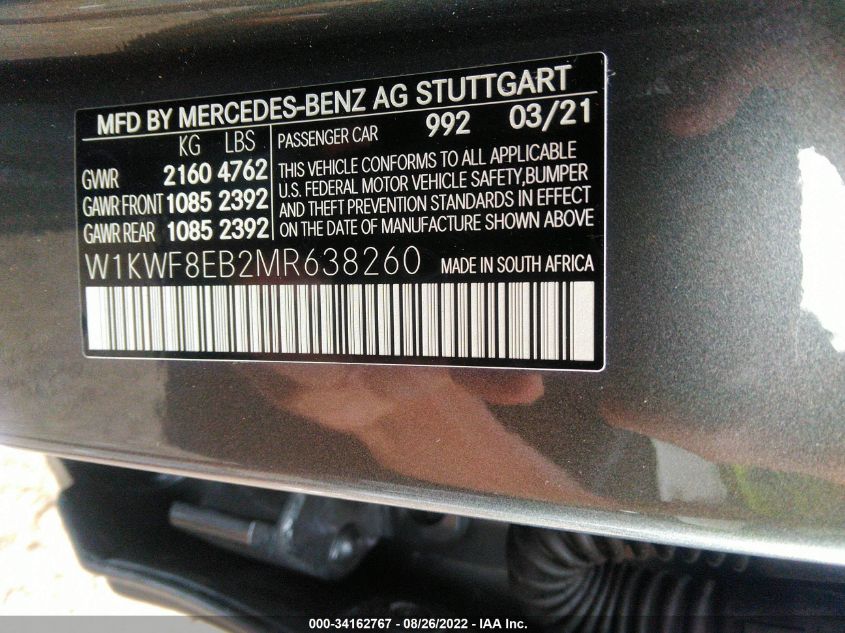 MFD BY MERCEDES-BENZ AG STUTTGART
KG LBS
GVWR 2160 4762
GAWR FRONT 1085 2392
GAWR REAR 1085 2392
PASSENGER CAR 992 03/21
THIS VEHICLE CONFORMS TO ALL APPLICABLE
U.S. FEDERAL MOTOR VEHICLE SAFETY,BUMPER
AND THEFT PREVENTION STANDARDS IN EFFECT
ON THE DATE OF MANUFACTURE SHOWN ABOVE
W1KWF8EB2MR638260 MADE IN SOUTH AFRICA
000-34162767 - 08/26/2022 - IAA Inc.